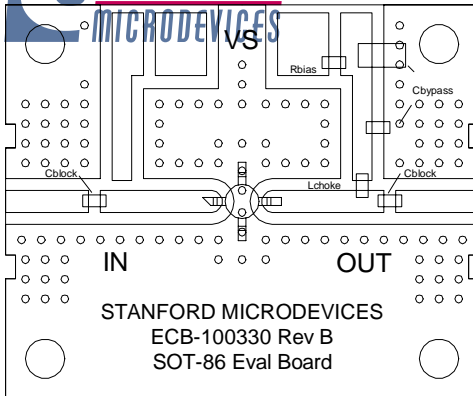 MICRODEVICES
VS
Rbias
Cbypass
Cblock
Lchoke
Cblock
IN
OUT
STANFORD MICRODEVICES
ECB-100330 Rev B
SOT-86 Eval Board